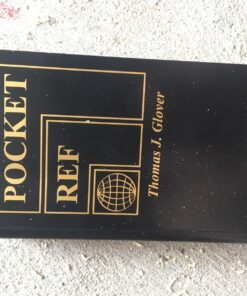 POCKET
REF
Thomas J. Glover